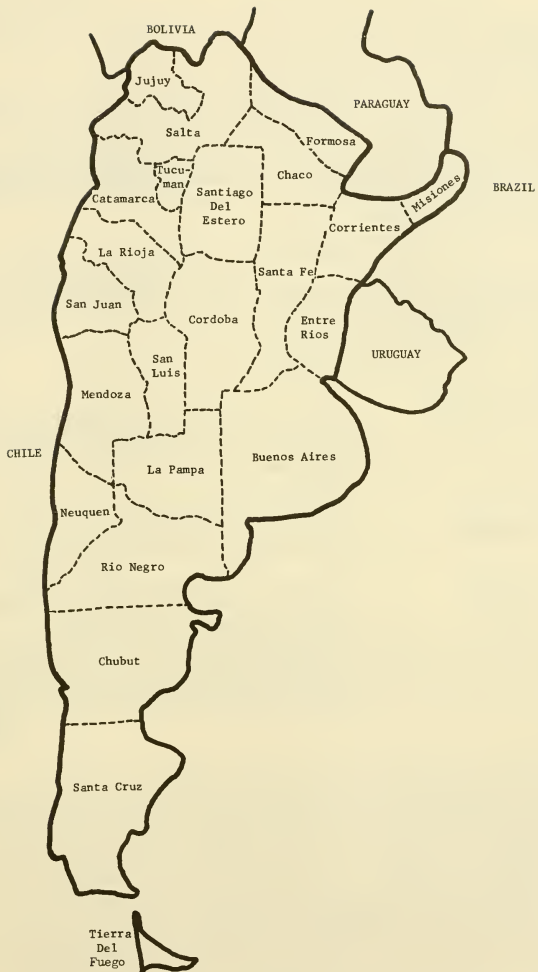 BOLIVIA
Jujuy
PARAGUAY
Salta
Formosa
Tucu-
man
Chaco
Misiones
BRAZIL
Catamarca
Santiago
Del
Estero
Corrientes
La Rioja
Santa Fe
San Juan
Cordoba
Entre
Rios
URUGUAY
San
Luis
Mendoza
CHILE
La Pampa
Buenos Aires
Neuquen
Rio Negro
Chubut
Santa Cruz
Tierra
Del
Fuego